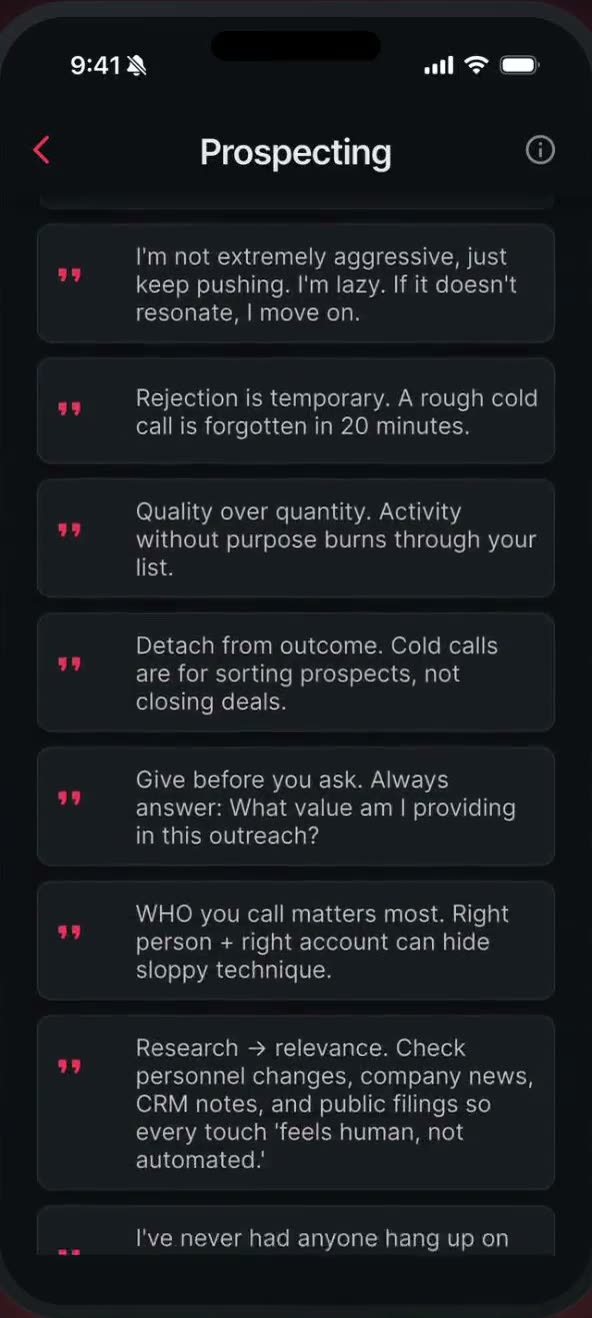 9:41
Prospecting
I'm not extremely aggressive, just
keep pushing. I'm lazy. If it doesn't
resonate, I move on.
Rejection is temporary. A rough cold
call is forgotten in 20 minutes.
Quality over quantity. Activity
without purpose burns through your
list.
Detach from outcome. Cold calls
are for sorting prospects, not
closing deals.
Give before you ask. Always
answer: What value am I providing
in this outreach?
WHO you call matters most. Right
person + right account can hide
sloppy technique.
Research → relevance. Check
personnel changes, company news,
CRM notes, and public filings so
every touch 'feels human, not
automated.'
I've never had anyone hang up on